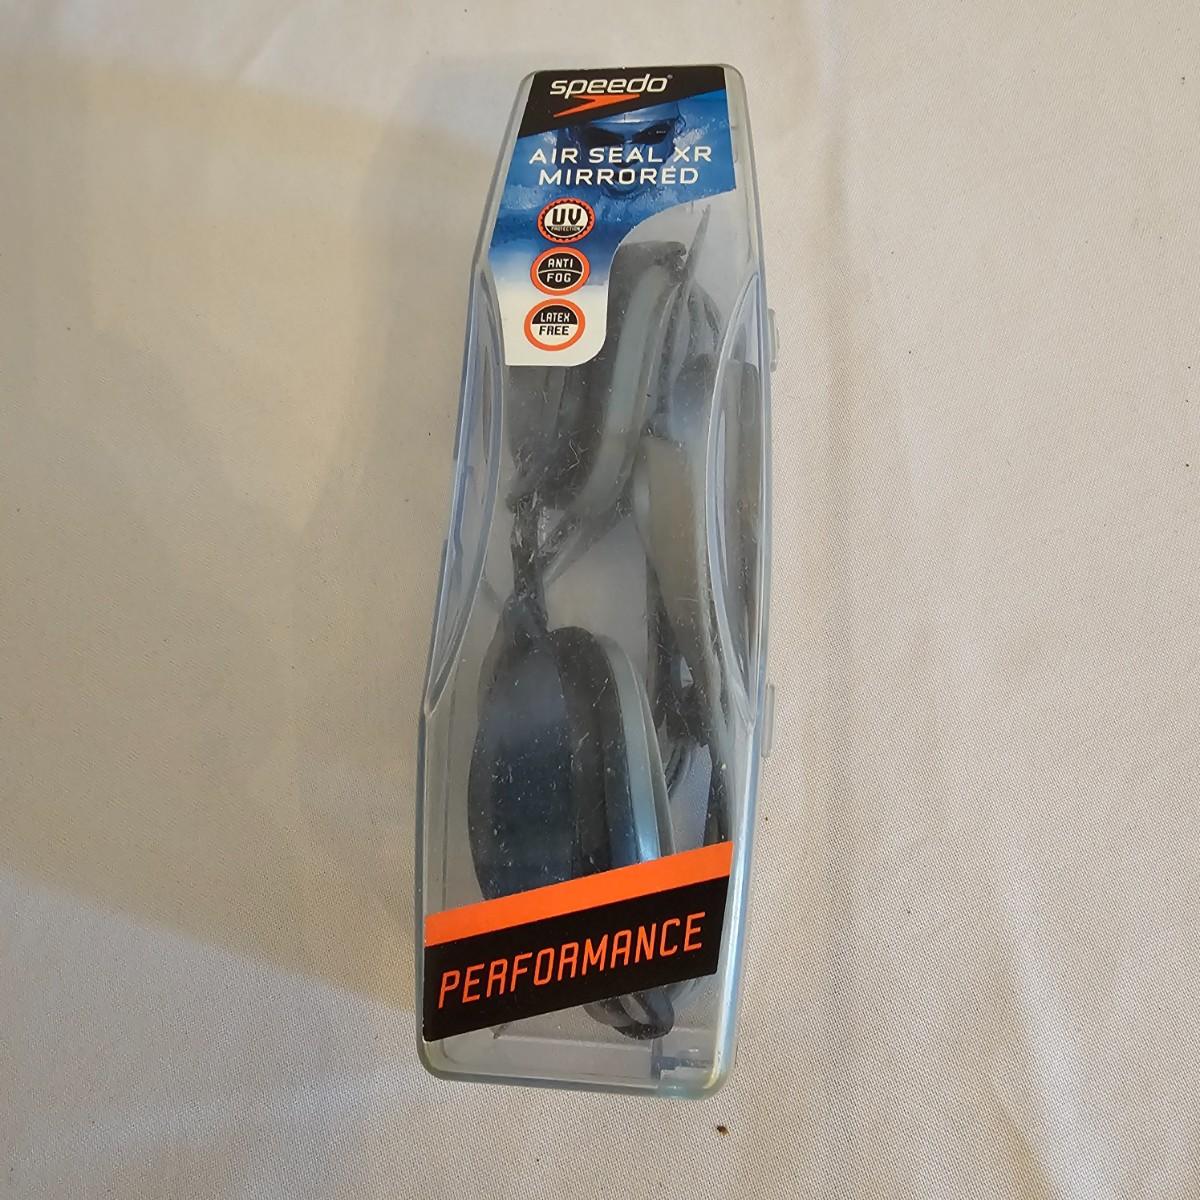 speedo®
AIR SEAL XR
MIRRORED
UV
PROTECTION
ANTI
FOG
LATEX
FREE
PERFORMANCE